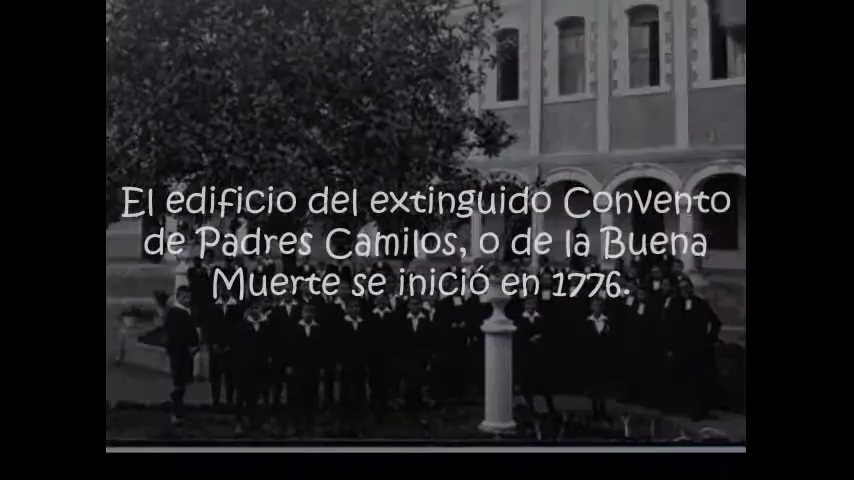 El edificio del extinguido Convento
de Padres Camilos, o de la Buena
Muerte se inició en 1776.